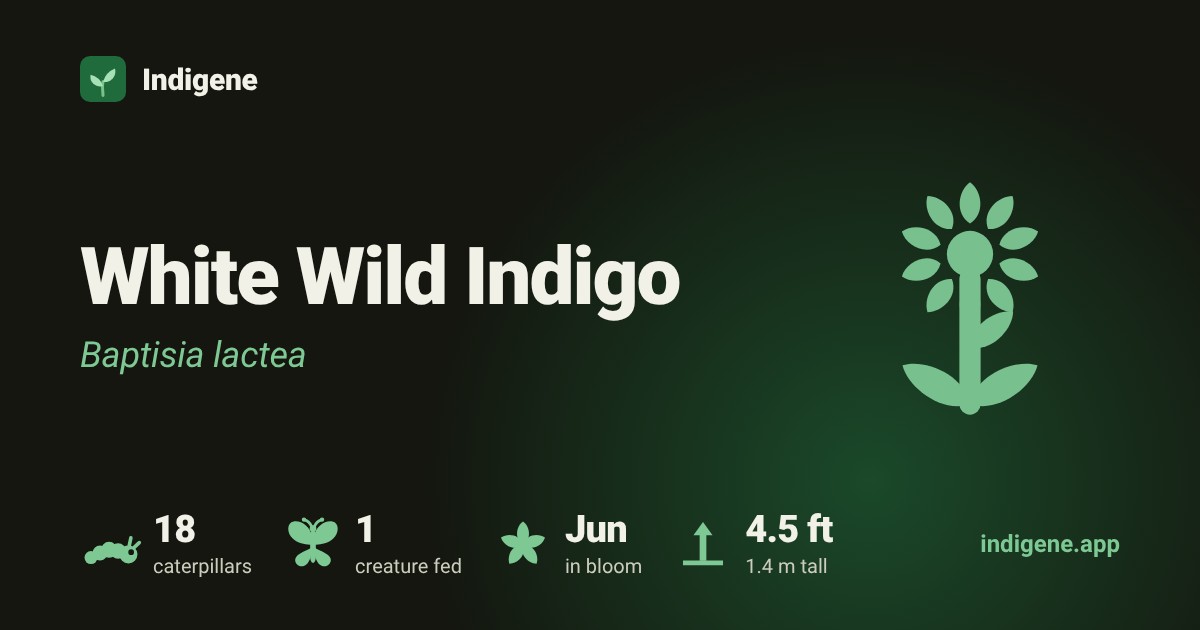 Indigene
White Wild Indigo
Baptisia lactea
18
caterpillars
1
creature fed
Jun
in bloom
4.5 ft
1.4 m tall
indigene.app